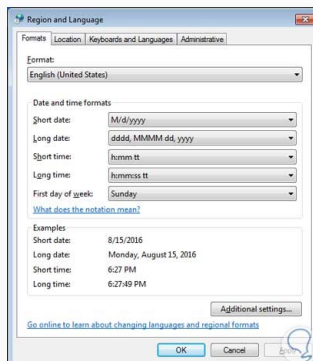 Region and Language
Formats Location Keyboards and Languages Administrative
Format:
English (United States)
Date and time formats
Short date: M/d/yyyy
Long date: dddd, MMMM dd, yyyy
Short time: h:mm tt
Long time: h:mm:ss tt
First day of week: Sunday
What does the notation mean?
Examples
Short date: 8/15/2016
Long date: Monday, August 15, 2016
Short time: 6:27 PM
Long time: 6:27:49 PM
Additional settings...
Go online to learn about changing languages and regional formats
OK Cancel Apply